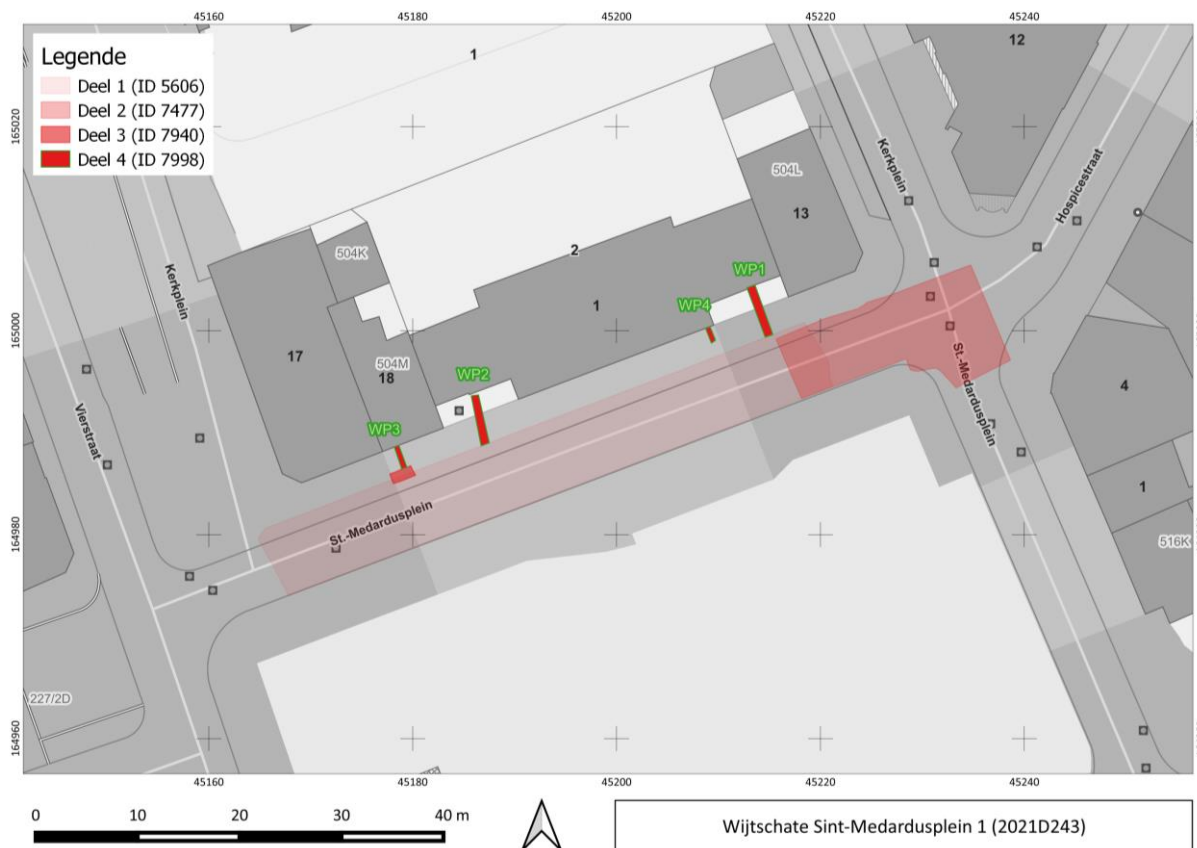 45160 45180 45200 45220 45240
Legende
Deel 1 (ID 5606)
Deel 2 (ID 7477)
Deel 3 (ID 7940)
Deel 4 (ID 7998)
1
12
165020
Kerkplein
Hospicestraat
504L
13
504K
2
Kerkplein
WP1
WP4
1
165000
17
504M
18
WP2
WP3
St.-Medardusplein
4
Vierstraat
St.-Medardusplein
1
516K
164980
227/2D
164960
45160 45180 45200 45220 45240
0 10 20 30 40 m
Wijtschate Sint-Medardusplein 1 (2021D243)